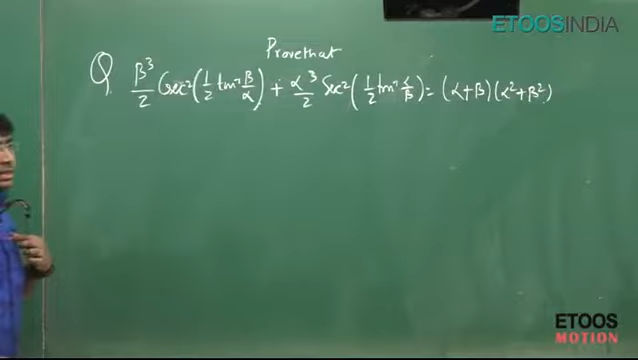 ETOOSINDIA
Prove that
Q β³/2 Cosec²(1/2 tan⁻¹ β/α) + α³/2 Sec²(1/2 tan⁻¹ α/β) = (α+β)(α²+β²)
ETOOS
MOTION